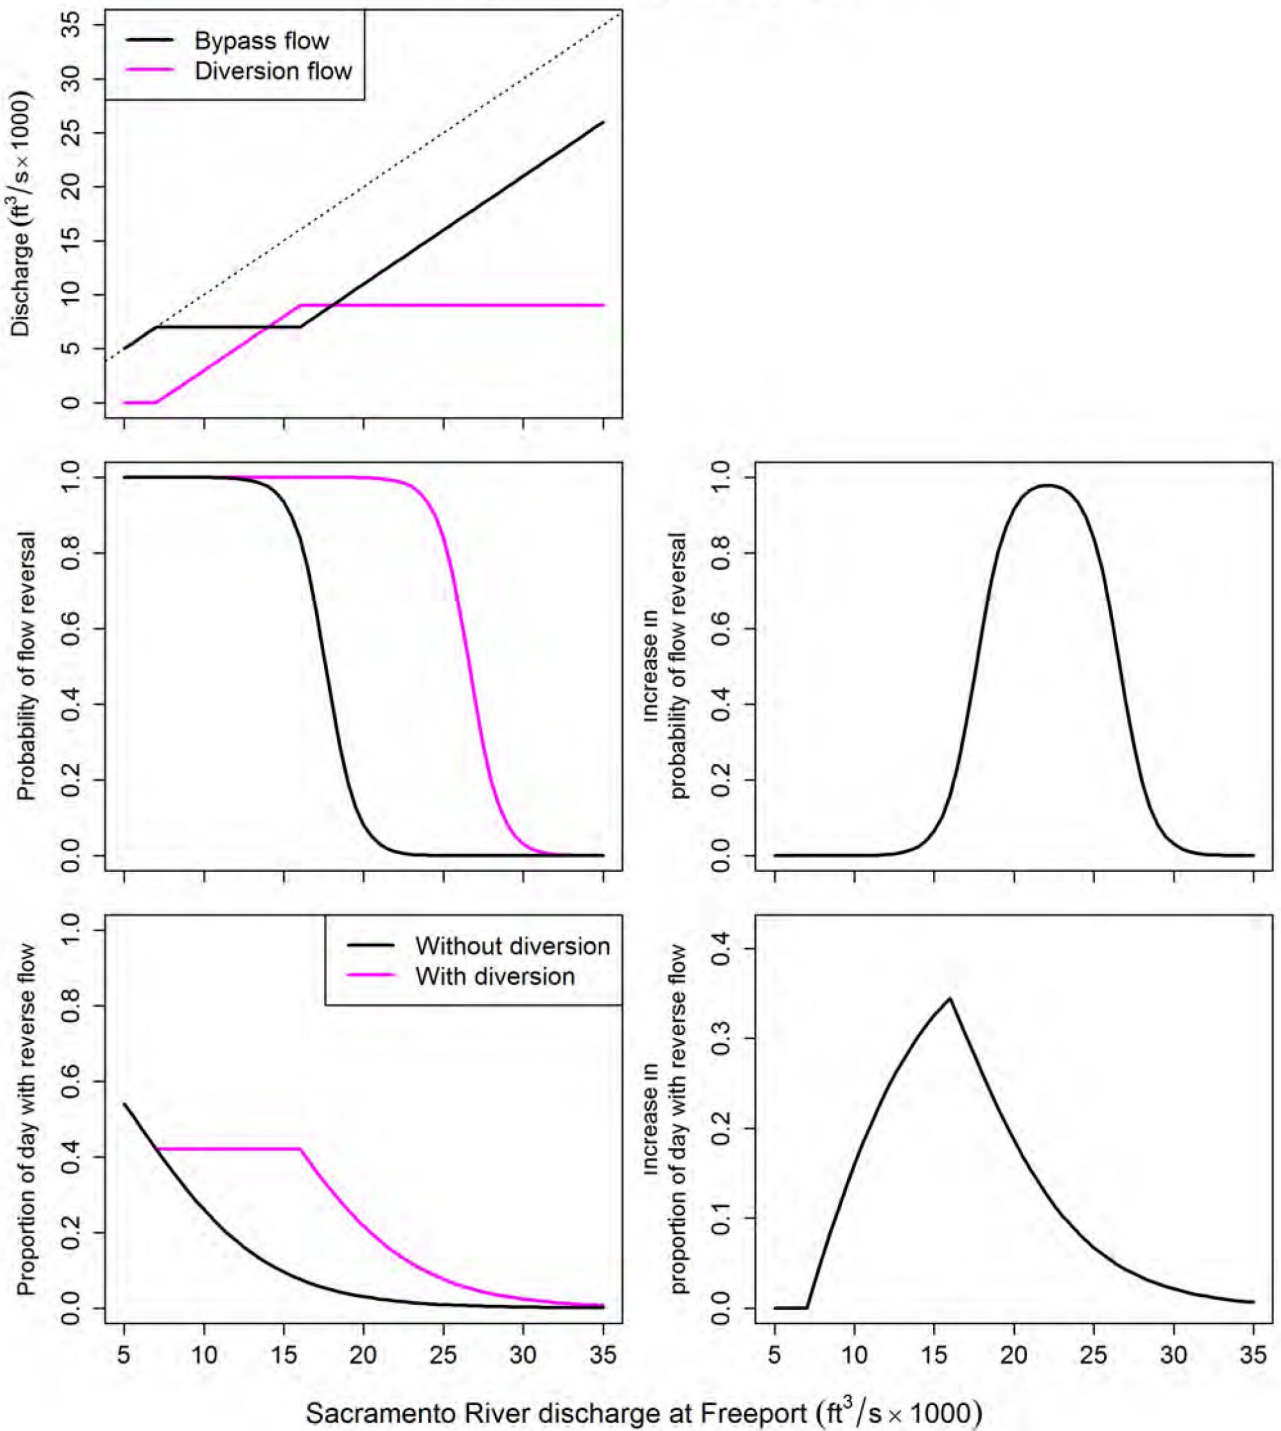 Bypass flow
Diversion flow
Discharge (ft³/s × 1000)
35
30
25
20
15
10
5
0
Probability of flow reversal
1.0
0.8
0.6
0.4
0.2
0.0
increase in
probability of flow reversal
1.0
0.8
0.6
0.4
0.2
0.0
Without diversion
With diversion
Proportion of day with reverse flow
1.0
0.8
0.6
0.4
0.2
0.0
5 10 15 20 25 30 35
increase in
proportion of day with reverse flow
0.4
0.3
0.2
0.1
0.0
5 10 15 20 25 30 35
Sacramento River discharge at Freeport (ft³/s × 1000)